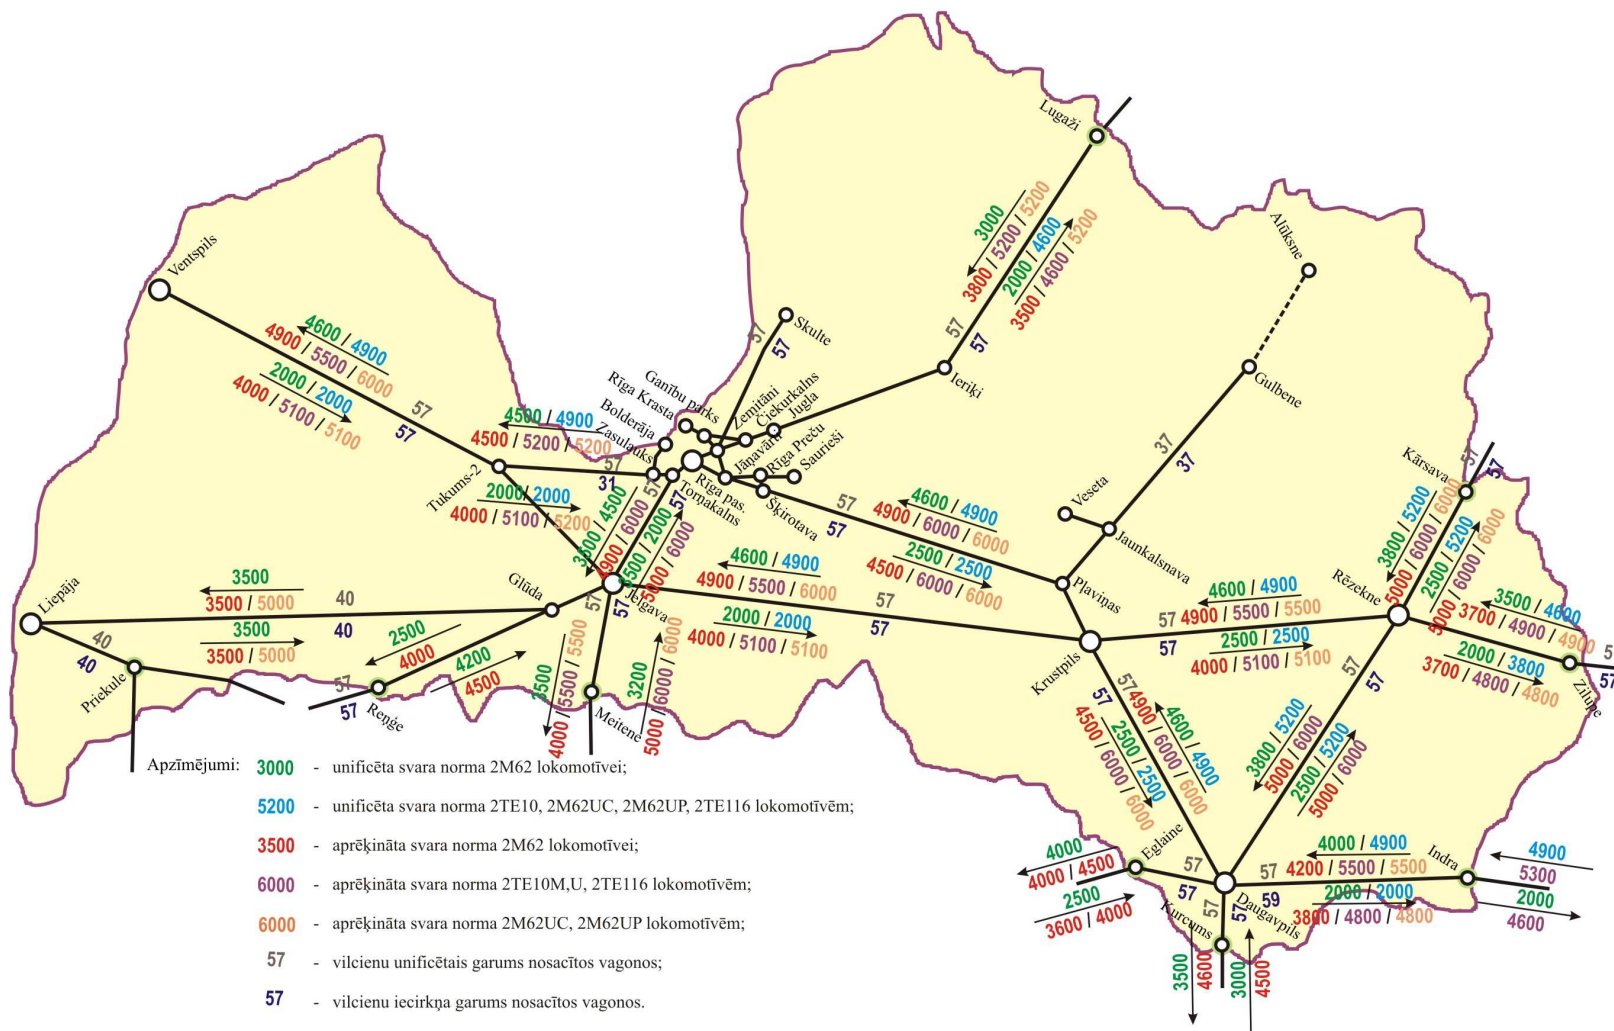 Lugaži
3000
3800 / 5200 / 5200
2000 / 4600
3500 / 4600 / 5200
57
57
Ieriķi
Alūksne
Gulbene
37
37
Ventspils
4600 / 4900
4900 / 5500 / 6000
2000 / 2000
4000 / 5100 / 5100
57
57
Skulte
57
57
Ganību parks
Rīga Krasta
Bolderāja
Zasulauks
Zemitāni
Čiekurkalns
Jugla
Jāņavārti
Rīga Preču
Saurieši
Rīga pas.
Torņakalns
Šķirotava
4500 / 4900
4500 / 5200 / 5200
57
31
Tukums-2
2000 / 2000
4000 / 5100 / 5200
3500 / 4500
4900 / 6000
57
57
2500 / 2000
5000 / 6000
57
57
4600 / 4900
4900 / 6000 / 6000
2500 / 2500
4500 / 6000 / 6000
Veseta
Jaunkalsnava
Pļaviņas
Kārsava
57
57
3800 / 5200
5000 / 6000 / 6000
2500 / 5200
5000 / 6000 / 6000
Rēzekne
3500 / 4600
3700 / 4900 / 4900
2000 / 3800
3700 / 4800 / 4800
Zilupe
57
Liepāja
3500
3500 / 5000
40
40
3500
3500 / 5000
40
40
Priekule
Glūda
Jelgava
2500
4000
4200
4500
57
57
Reņģe
57
57
3500
4000 / 5500 / 5500
3200
5000 / 6000 / 6000
Meitene
4600 / 4900
4900 / 5500 / 6000
2000 / 2000
4000 / 5100 / 5100
57
57
Krustpils
4600 / 4900
4900 / 5500 / 5500
57
57
2500 / 2500
4000 / 5100 / 5100
57
57
4600 / 4900
4900 / 6000 / 6000
2500 / 2500
4500 / 6000 / 6000
57
57
3800 / 5200
5000 / 6000
2500 / 5200
5000 / 6000
Eglaine
4000
4000 / 4500
2500
3600 / 4000
57
57
57
59
4000 / 4900
4200 / 5500 / 5500
2000 / 2000
3800 / 4800 / 4800
Indra
4900
5300
2000
4600
Daugavpils
Kurcums
57
57
3500
4600
3000
4500
Apzīmējumi:
3000 - unificēta svara norma 2M62 lokomotīvei;
5200 - unificēta svara norma 2TE10, 2M62UC, 2M62UP, 2TE116 lokomotīvēm;
3500 - aprēķināta svara norma 2M62 lokomotīvei;
6000 - aprēķināta svara norma 2TE10M,U, 2TE116 lokomotīvēm;
6000 - aprēķināta svara norma 2M62UC, 2M62UP lokomotīvēm;
57 - vilcienu unificētais garums nosacītos vagonos;
57 - vilcienu iecirkņa garums nosacītos vagonos.